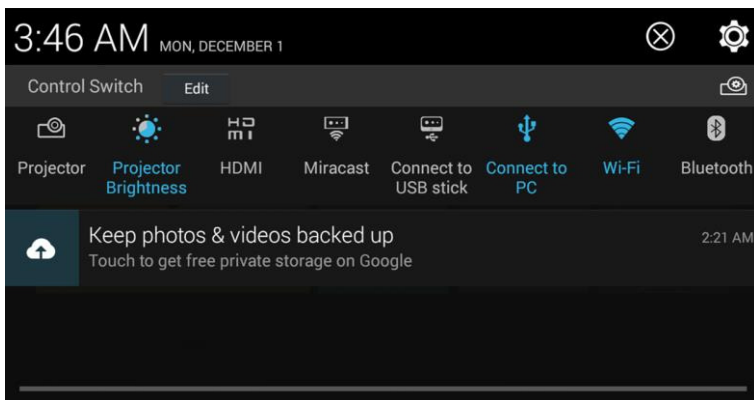 3:46 AM MON, DECEMBER 1
Control Switch Edit
HDMI
Projector Projector Brightness HDMI Miracast Connect to USB stick Connect to PC Wi-Fi Bluetooth
Keep photos & videos backed up 2:21 AM
Touch to get free private storage on Google